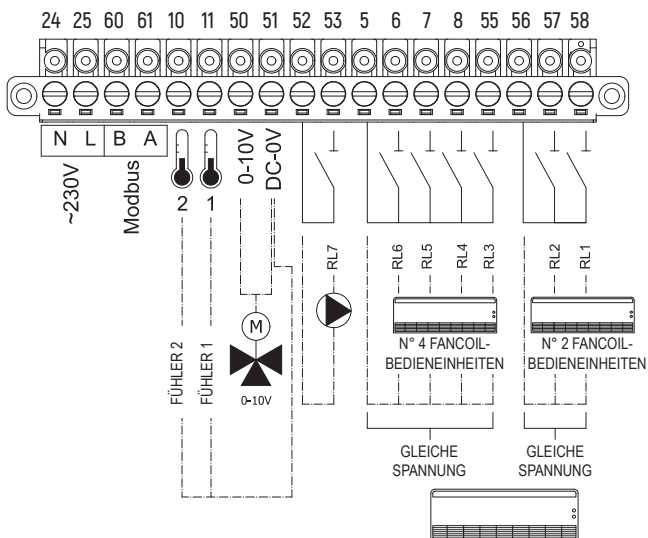 24 25 60 61 10 11 50 51 52 53 5 6 7 8 55 56 57 58
N L B A
~230V
Modbus
2 1
0-10V
DC-0V
RL7
RL6
RL5
RL4
RL3
RL2
RL1
M
0-10V
FÜHLER 2
FÜHLER 1
N° 4 FANCOIL-
BEDIENEINHEITEN
N° 2 FANCOIL-
BEDIENEINHEITEN
GLEICHE
SPANNUNG
GLEICHE
SPANNUNG